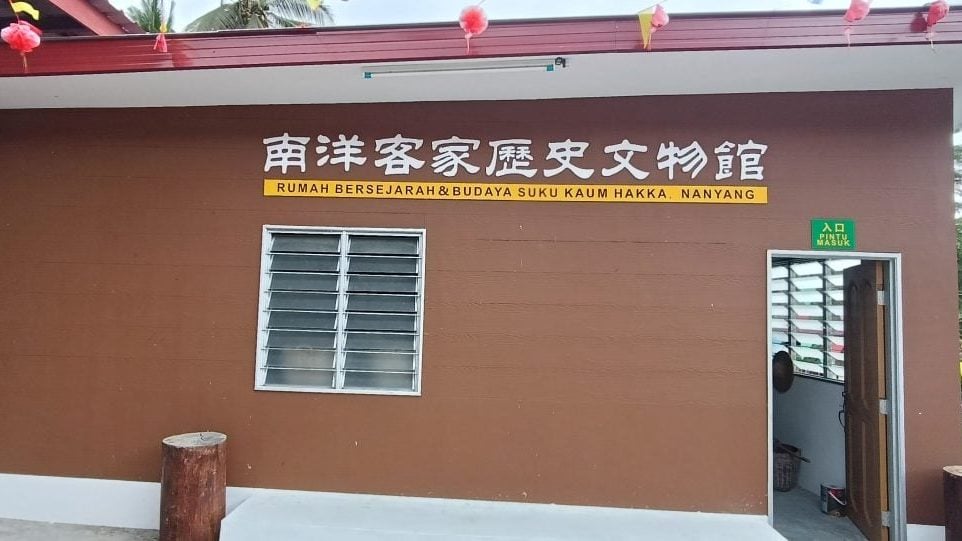 南洋客家歷史文物館
RUMAH BERSEJARAH&BUDAYA SUKU KAUM HAKKA. NANYANG
入口
PINTU
MASUK